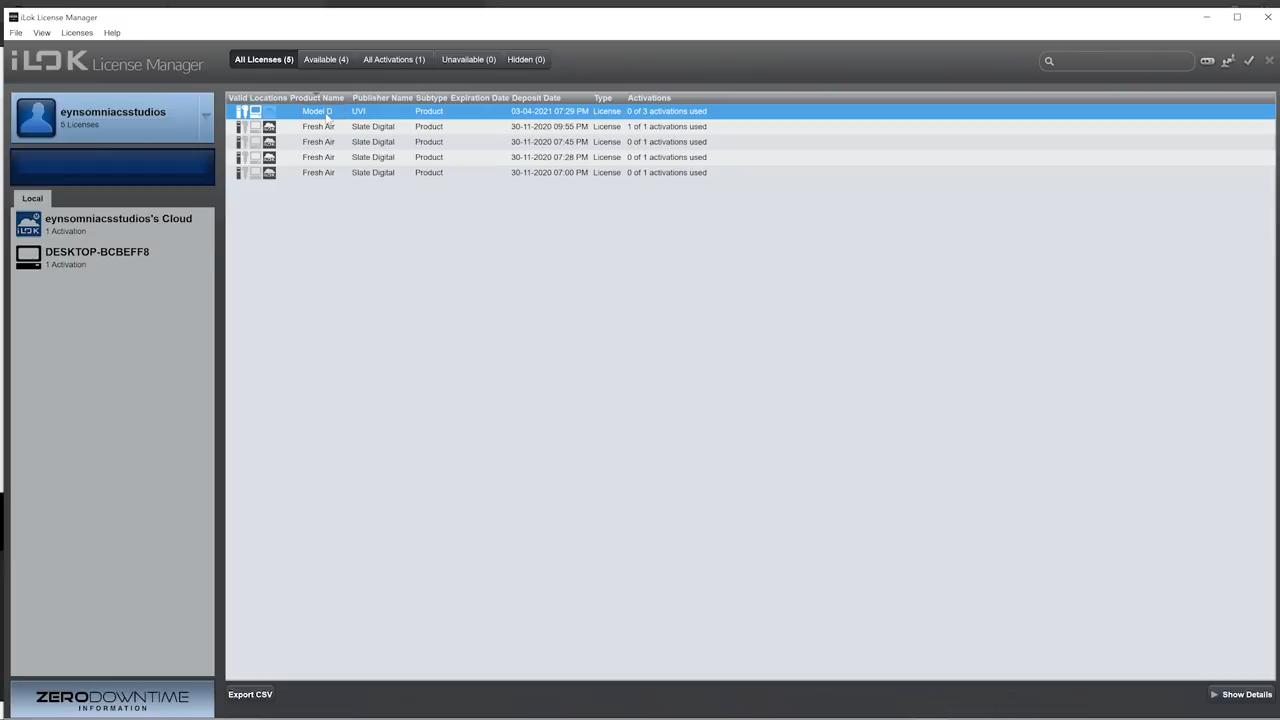 iLok License Manager
File View Licenses Help
iLOK License Manager
All Licenses (5) Available (4) All Activations (1) Unavailable (0) Hidden (0)
eynsomniacsstudios
5 Licenses
Local
eynsomniacsstudios's Cloud
1 Activation
DESKTOP-BCBEFF8
1 Activation
Valid Locations Product Name Publisher Name Subtype Expiration Date Deposit Date Type Activations
Model D UVI Product 03-04-2021 07:29 PM License 0 of 3 activations used
Fresh Air Slate Digital Product 30-11-2020 09:55 PM License 1 of 1 activations used
Fresh Air Slate Digital Product 30-11-2020 07:45 PM License 0 of 1 activations used
Fresh Air Slate Digital Product 30-11-2020 07:28 PM License 0 of 1 activations used
Fresh Air Slate Digital Product 30-11-2020 07:00 PM License 0 of 1 activations used
ZERODOWNTIME
INFORMATION
Export CSV
Show Details